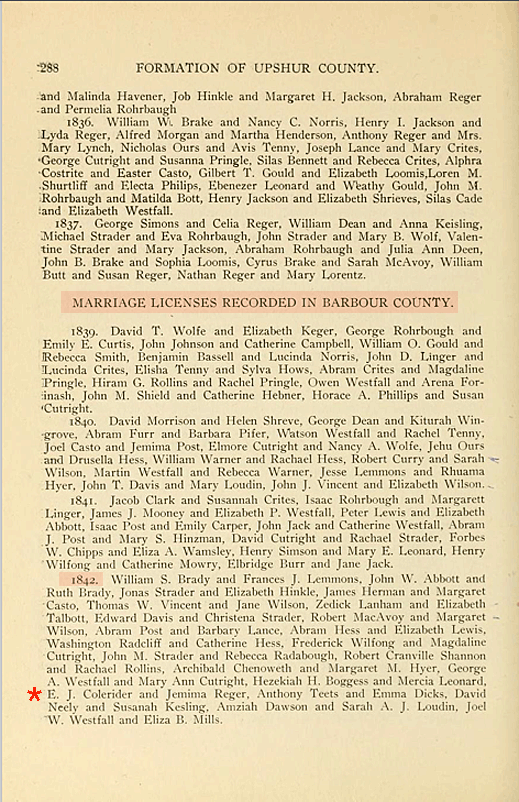 288 FORMATION OF UPSHUR COUNTY.
and Malinda Havener, Job Hinkle and Margaret H. Jackson, Abraham Reger
and Permelia Rohrbaugh
1836. William W. Brake and Nancy C. Norris, Henry I. Jackson and
Lyda Reger, Alfred Morgan and Martha Henderson, Anthony Reger and Mrs.
Mary Lynch, Nicholas Ours and Avis Tenny, Joseph Lance and Mary Crites,
George Cutright and Susanna Pringle, Silas Bennett and Rebecca Crites, Alphra
Costrite and Easter Casto, Gilbert T. Gould and Elizabeth Loomis,Loren M.
Shurtliff and Electa Philips, Ebenezer Leonard and Weathy Gould, John M.
Rohrbaugh and Matilda Bott, Henry Jackson and Elizabeth Shrieves, Silas Cade
and Elizabeth Westfall.
1837. George Simons and Celia Reger, William Dean and Anna Keisling,
Michael Strader and Eva Rohrbaugh, John Strader and Mary B. Wolf, Valen-
tine Strader and Mary Jackson, Abraham Rohrbaugh and Julia Ann Deen,
John B. Brake and Sophia Loomis, Cyrus Brake and Sarah McAvoy, William
Butt and Susan Reger, Nathan Reger and Mary Lorentz.
MARRIAGE LICENSES RECORDED IN BARBOUR COUNTY.
1839. David T. Wolfe and Elizabeth Keger, George Rohrbough and
Emily E. Curtis, John Johnson and Catherine Campbell, William O. Gould and
Rebecca Smith, Benjamin Bassell and Lucinda Norris, John D. Linger and
Lucinda Crites, Elisha Tenny and Sylva Hows, Abram Crites and Magdaline
Pringle, Hiram G. Rollins and Rachel Pringle, Owen Westfall and Arena For-
inash, John M. Shield and Catherine Hebner, Horace A. Phillips and Susan
Cutright.
1840. David Morrison and Helen Shreve, George Dean and Kiturah Win-
grove, Abram Furr and Barbara Pifer, Watson Westfall and Rachel Tenny,
Joel Casto and Jemima Post, Elmore Cutright and Nancy A. Wolfe, Jehu Ours
and Drusella Hess, William Warner and Rachael Hess, Robert Curry and Sarah
Wilson, Martin Westfall and Rebecca Warner, Jesse Lemmons and Rhuama
Hyer, John T. Davis and Mary Loudin, John J. Vincent and Elizabeth Wilson.
1841. Jacob Clark and Susannah Crites, Isaac Rohrbough and Margarett
Linger, James J. Mooney and Elizabeth P. Westfall, Peter Lewis and Elizabeth
Abbott, Isaac Post and Emily Carper, John Jack and Catherine Westfall, Abram
J. Post and Mary S. Hinzman, David Cutright and Rachael Strader, Forbes
W. Chipps and Eliza A. Wamsley, Henry Simson and Mary E. Leonard, Henry
Wilfong and Catherine Mowry, Elbridge Burr and Jane Jack.
1842. William S. Brady and Frances J. Lemmons, John W. Abbott and
Ruth Brady, Jonas Strader and Elizabeth Hinkle, James Herman and Margaret
Casto, Thomas W. Vincent and Jane Wilson, Zedick Lanham and Elizabeth
Talbott, Edward Davis and Christena Strader, Robert MacAvoy and Margaret
Wilson, Abram Post and Barbary Lance, Abram Hess and Elizabeth Lewis,
Washington Radcliff and Catherine Hess, Frederick Wilfong and Magdaline
Cutright, John M. Strader and Rebecca Radabough, Robert Cranville Shannon
and Rachael Rollins, Archibald Chenoweth and Margaret M. Hyer, George
A. Westfall and Mary Ann Cutright, Hezekiah H. Boggess and Mercia Leonard,
* E. J. Colerider and Jemima Reger, Anthony Teets and Emma Dicks, David
Neely and Susanah Kesling, Amziah Dawson and Sarah A. J. Loudin, Joel
W. Westfall and Eliza B. Mills.